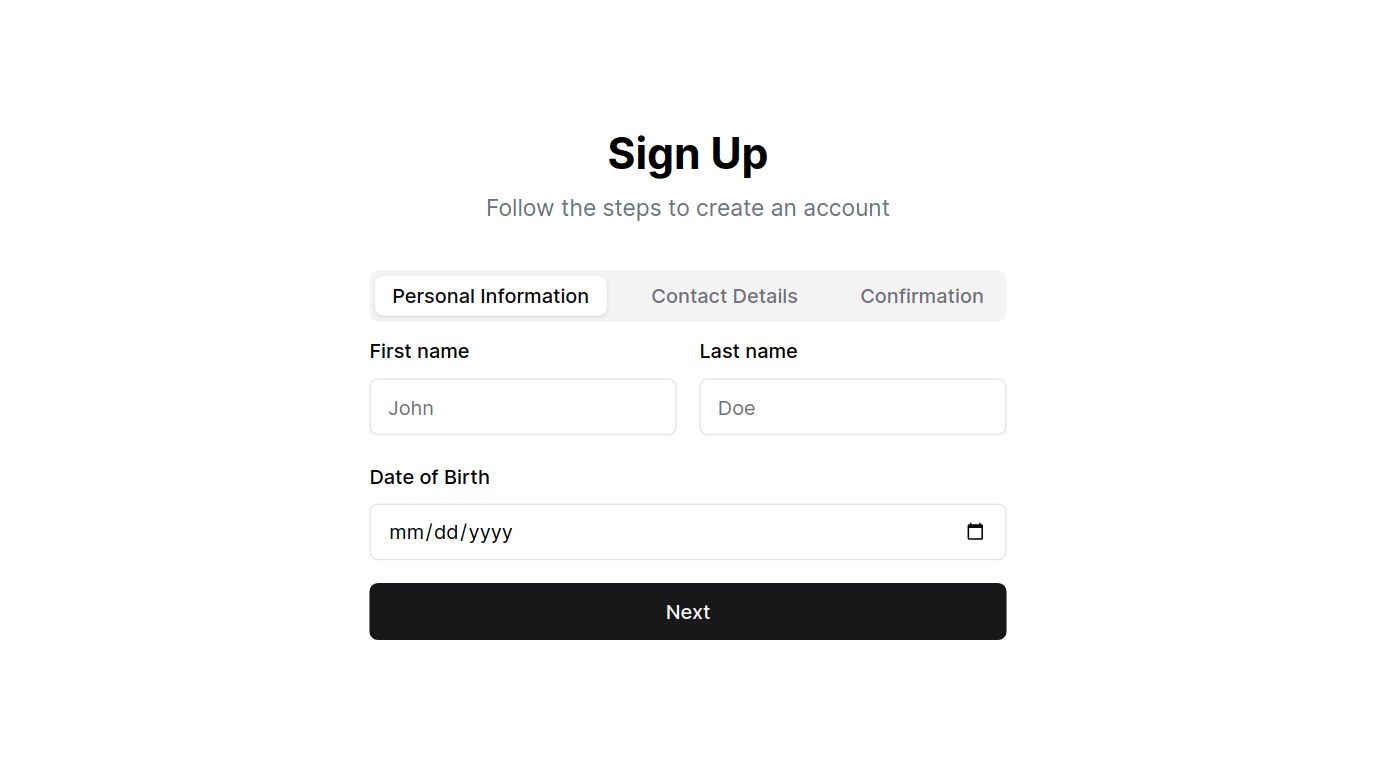 Sign Up
Follow the steps to create an account
Personal Information Contact Details Confirmation
First name Last name
John Doe
Date of Birth
mm/dd/yyyy
Next